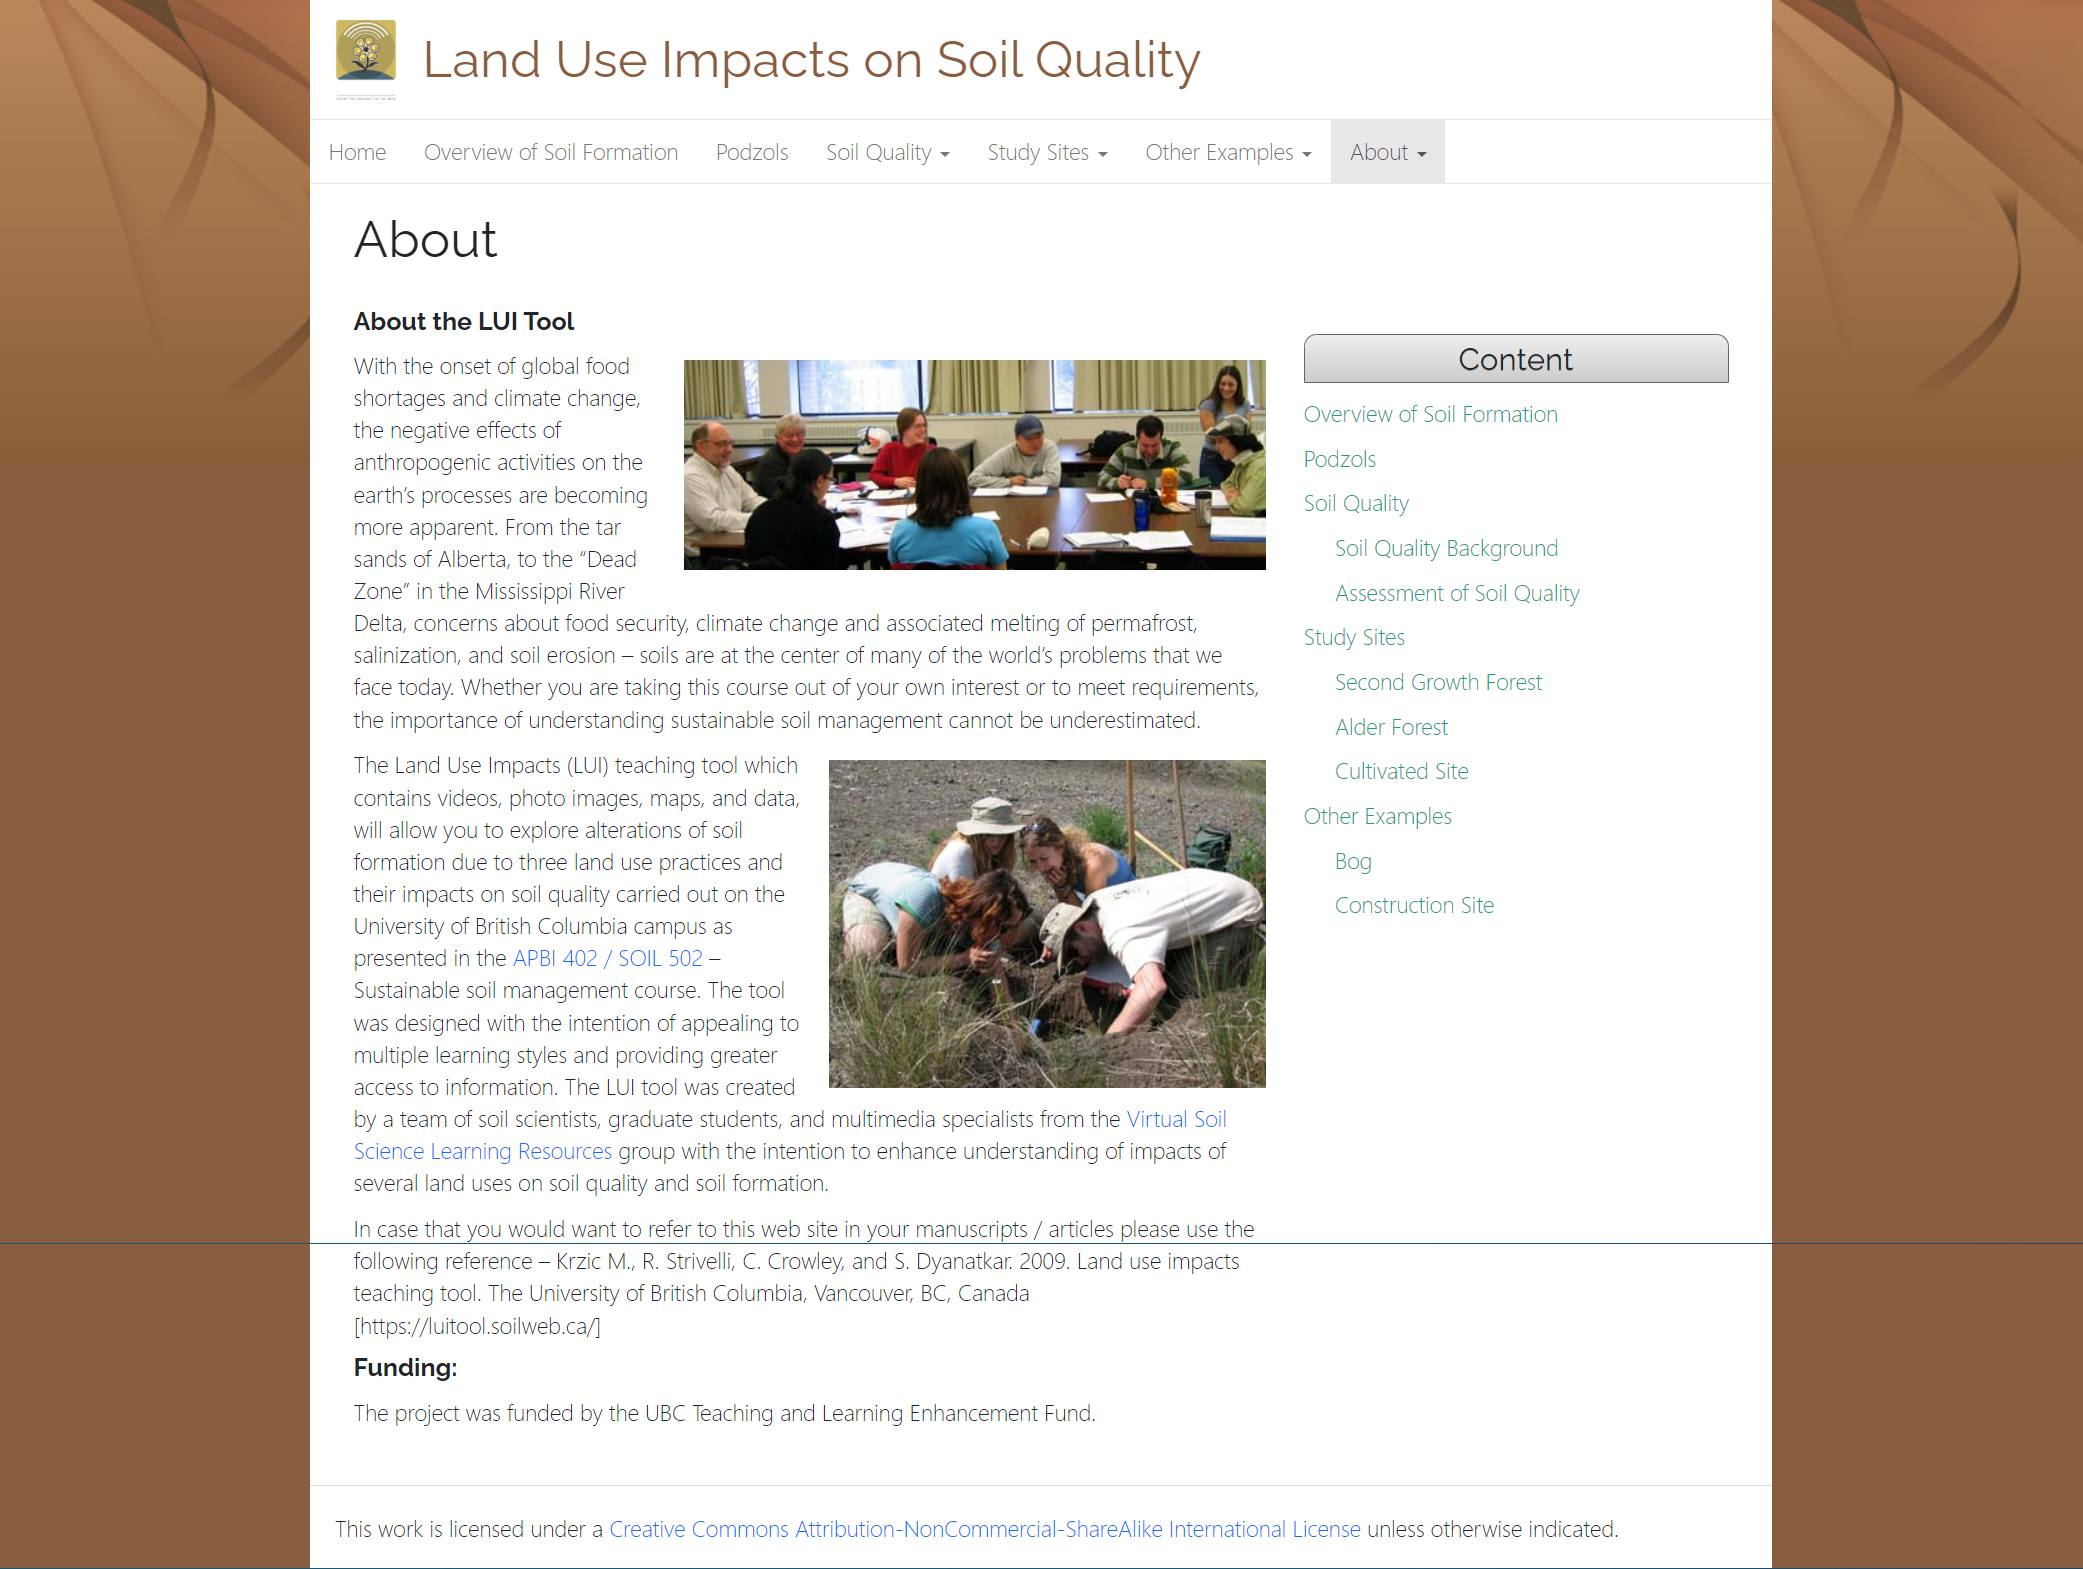 Land Use Impacts on Soil Quality
Home
Overview of Soil Formation
Podzols
Soil Quality
Study Sites
Other Examples
About
About
About the LUI Tool
With the onset of global food
shortages and climate change,
the negative effects of
anthropogenic activities on the
earth’s processes are becoming
more apparent. From the tar
sands of Alberta, to the “Dead
Zone” in the Mississippi River
Delta, concerns about food security, climate change and associated melting of permafrost,
salinization, and soil erosion – soils are at the center of many of the world’s problems that we
face today. Whether you are taking this course out of your own interest or to meet requirements,
the importance of understanding sustainable soil management cannot be underestimated.
The Land Use Impacts (LUI) teaching tool which
contains videos, photo images, maps, and data,
will allow you to explore alterations of soil
formation due to three land use practices and
their impacts on soil quality carried out on the
University of British Columbia campus as
presented in the APBI 402 / SOIL 502 –
Sustainable soil management course. The tool
was designed with the intention of appealing to
multiple learning styles and providing greater
access to information. The LUI tool was created
by a team of soil scientists, graduate students, and multimedia specialists from the Virtual Soil
Science Learning Resources group with the intention to enhance understanding of impacts of
several land uses on soil quality and soil formation.
In case that you would want to refer to this web site in your manuscripts / articles please use the
following reference – Krzic M., R. Strivelli, C. Crowley, and S. Dyanatkar. 2009. Land use impacts
teaching tool. The University of British Columbia, Vancouver, BC, Canada
[https://luitool.soilweb.ca/]
Funding:
The project was funded by the UBC Teaching and Learning Enhancement Fund.
Content
Overview of Soil Formation
Podzols
Soil Quality
Soil Quality Background
Assessment of Soil Quality
Study Sites
Second Growth Forest
Alder Forest
Cultivated Site
Other Examples
Bog
Construction Site
This work is licensed under a Creative Commons Attribution-NonCommercial-ShareAlike International License unless otherwise indicated.